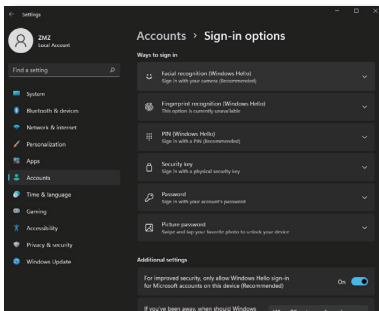 Settings
ZMZ
Local Account
Find a setting
System
Bluetooth & devices
Network & internet
Personalization
Apps
Accounts
Time & language
Gaming
Accessibility
Privacy & security
Windows Update
Accounts > Sign-in options
Ways to sign in
Facial recognition (Windows Hello)
Sign in with your camera (Recommended)
Fingerprint recognition (Windows Hello)
This option is currently unavailable
PIN (Windows Hello)
Sign in with a PIN (Recommended)
Security key
Sign in with a physical security key
Password
Sign in with your account's password
Picture password
Swipe and tap your favorite photo to unlock your device
Additional settings
For improved security, only allow Windows Hello sign-in
for Microsoft accounts on this device (Recommended)
On
If you've been away, when should Windows